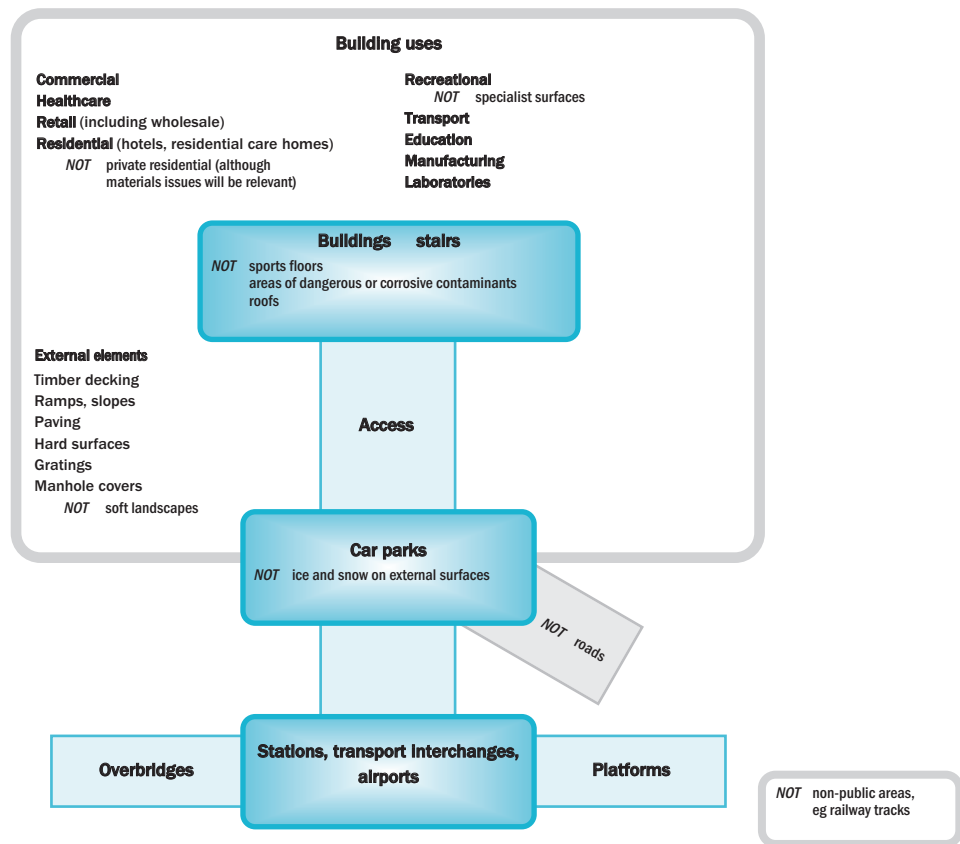 Building uses
Commercial
Healthcare
Retail (including wholesale)
Residential (hotels, residential care homes)
NOT private residential (although
materials issues will be relevant)
Recreational
NOT specialist surfaces
Transport
Education
Manufacturing
Laboratories
Buildings stairs
NOT sports floors
areas of dangerous or corrosive contaminants
roofs
External elements
Timber decking
Ramps, slopes
Paving
Hard surfaces
Gratings
Manhole covers
NOT soft landscapes
Access
Car parks
NOT ice and snow on external surfaces
NOT roads
Overbridges
Stations, transport interchanges,
airports
Platforms
NOT non-public areas,
eg railway tracks